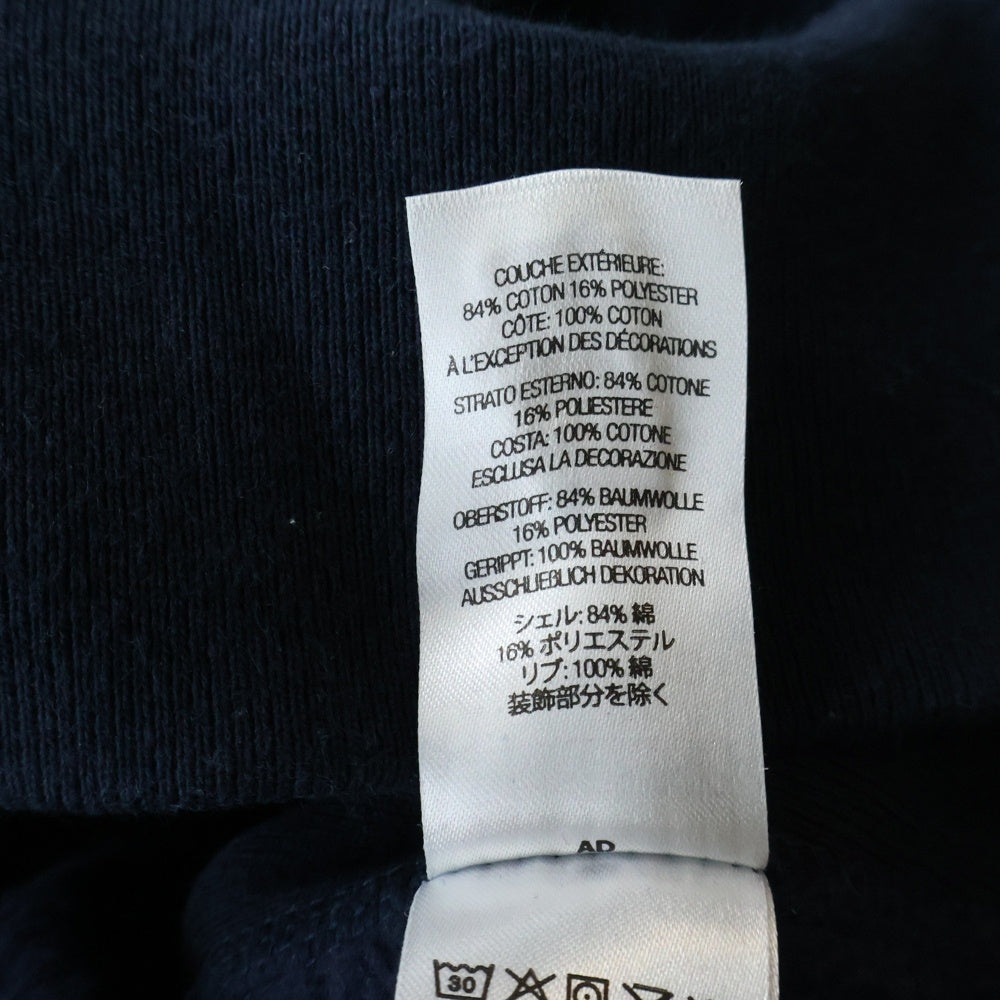 COUCHE EXTÉRIEURE:
84% COTON 16% POLYESTER
CÔTE: 100% COTON
À L'EXCEPTION DES DÉCORATIONS
STRATO ESTERNO: 84% COTONE
16% POLIESTERE
COSTA: 100% COTONE
ESCLUSA LA DECORAZIONE
OBERSTOFF: 84% BAUMWOLLE
16% POLYESTER
GERIPPT: 100% BAUMWOLLE
AUSSCHLIEBLICH DEKORATION
シェル: 84% 綿
16% ポリエステル
リブ: 100% 綿
装飾部分を除く
AD
30